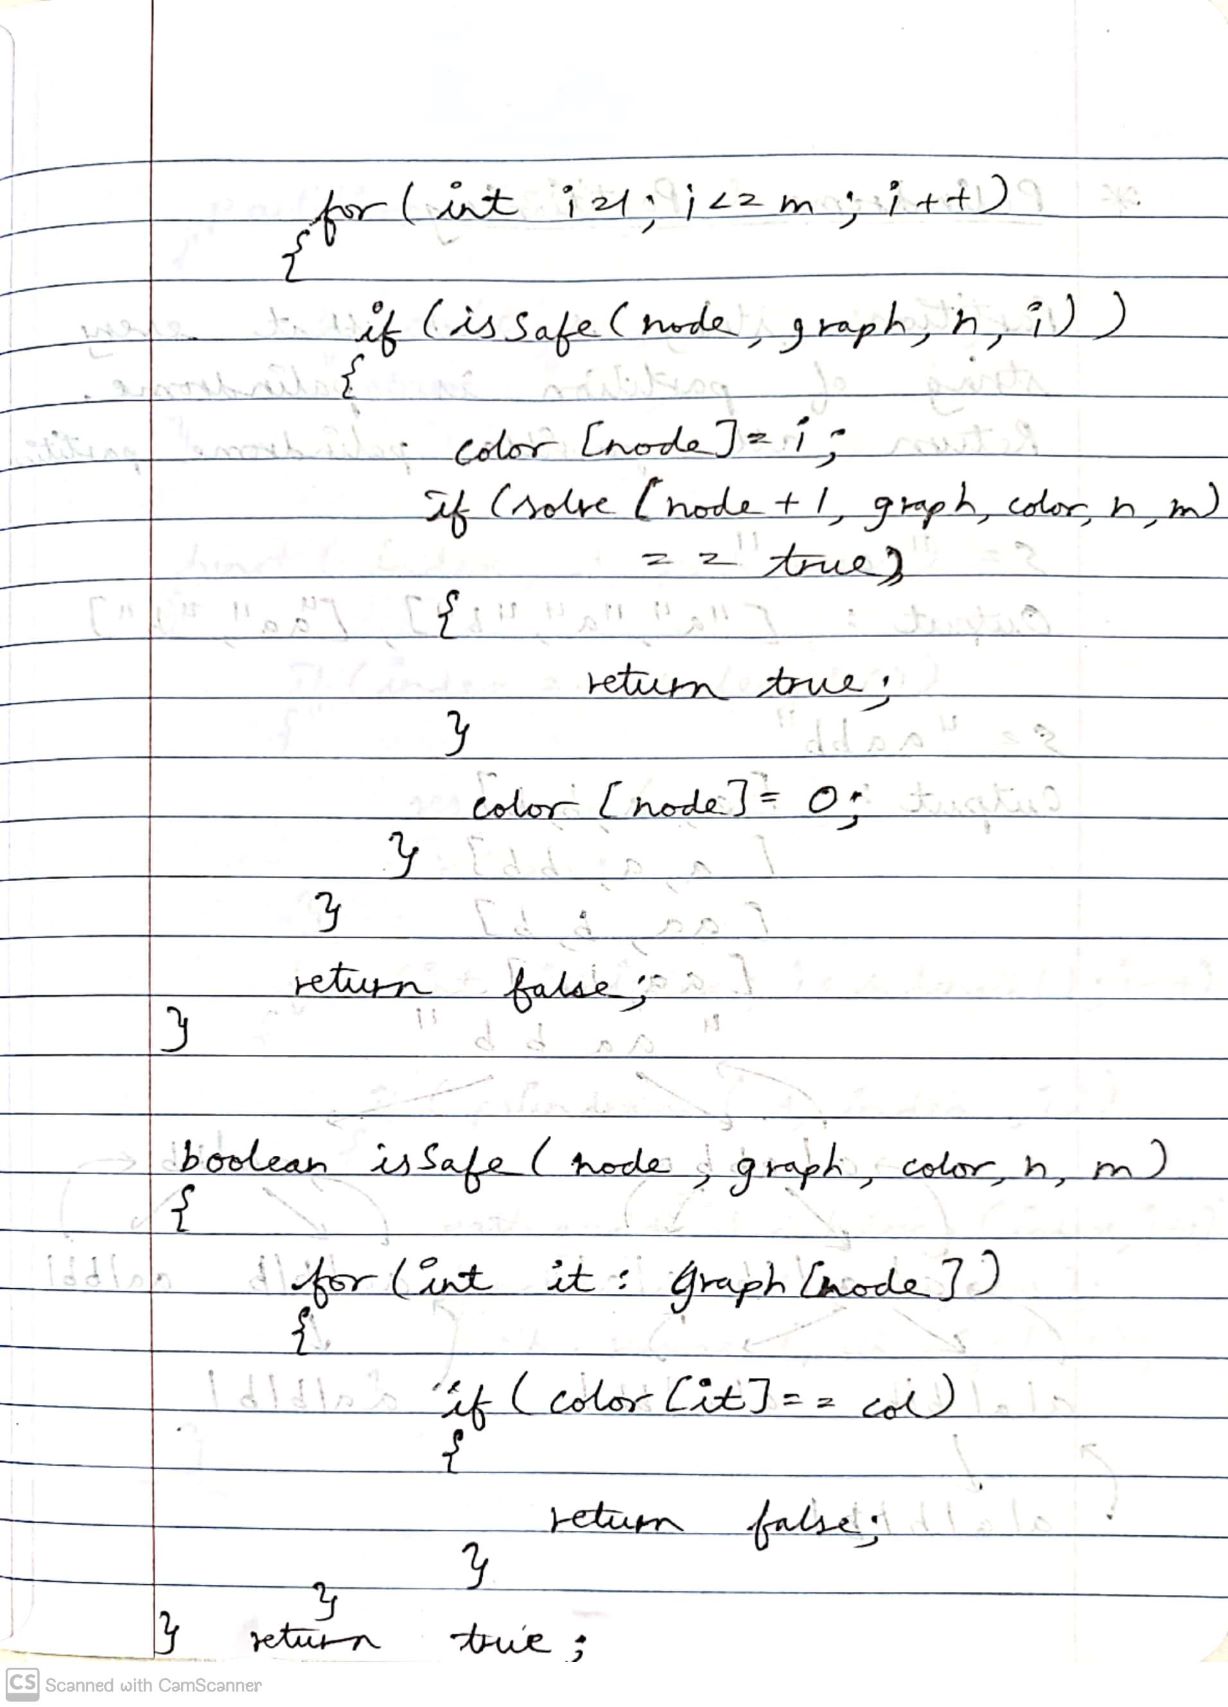 for (int i=1; i<= m; i++)
{
if (isSafe(node, graph, n, i))
{
color [node]= i;
if (solve (node +1, graph, color, n, m)
== true)
{
return true;
}
color [node]= 0;
}
}
return false;
}
boolean isSafe( node, graph, color, n, m)
{
for (int it: graph [node])
{
if ( color [it]== col)
{
return false;
}
}
} return true;
CS Scanned with CamScanner